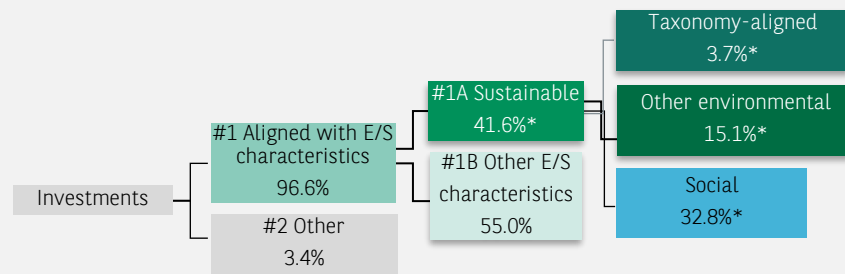 Investments
#1 Aligned with E/S
characteristics
96.6%
#2 Other
3.4%
#1A Sustainable
41.6%*
#1B Other E/S
characteristics
55.0%
Taxonomy-aligned
3.7%*
Other environmental
15.1%*
Social
32.8%*